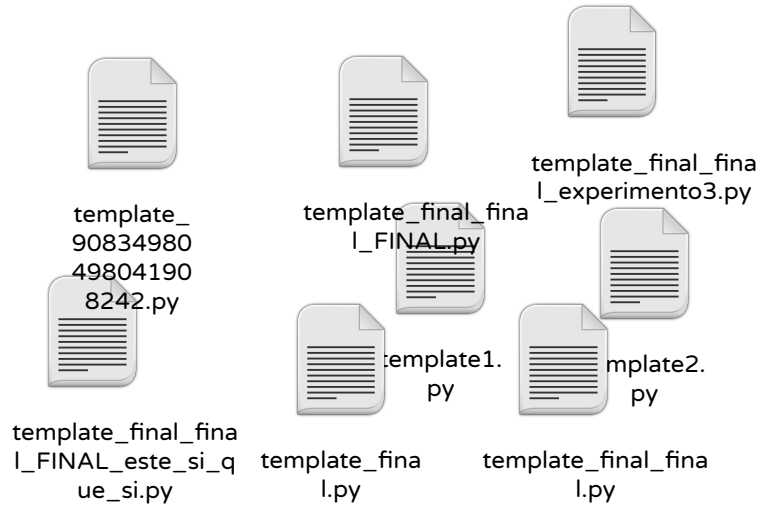 template_
90834980
49804190
8242.py
template_final_fina
l_FINAL.py
template_final_fina
l_experimento3.py
template1.
py
mplate2.
py
template_final_fina
l_FINAL_este_si_q
ue_si.py
template_fina
l.py
template_final_fina
l.py